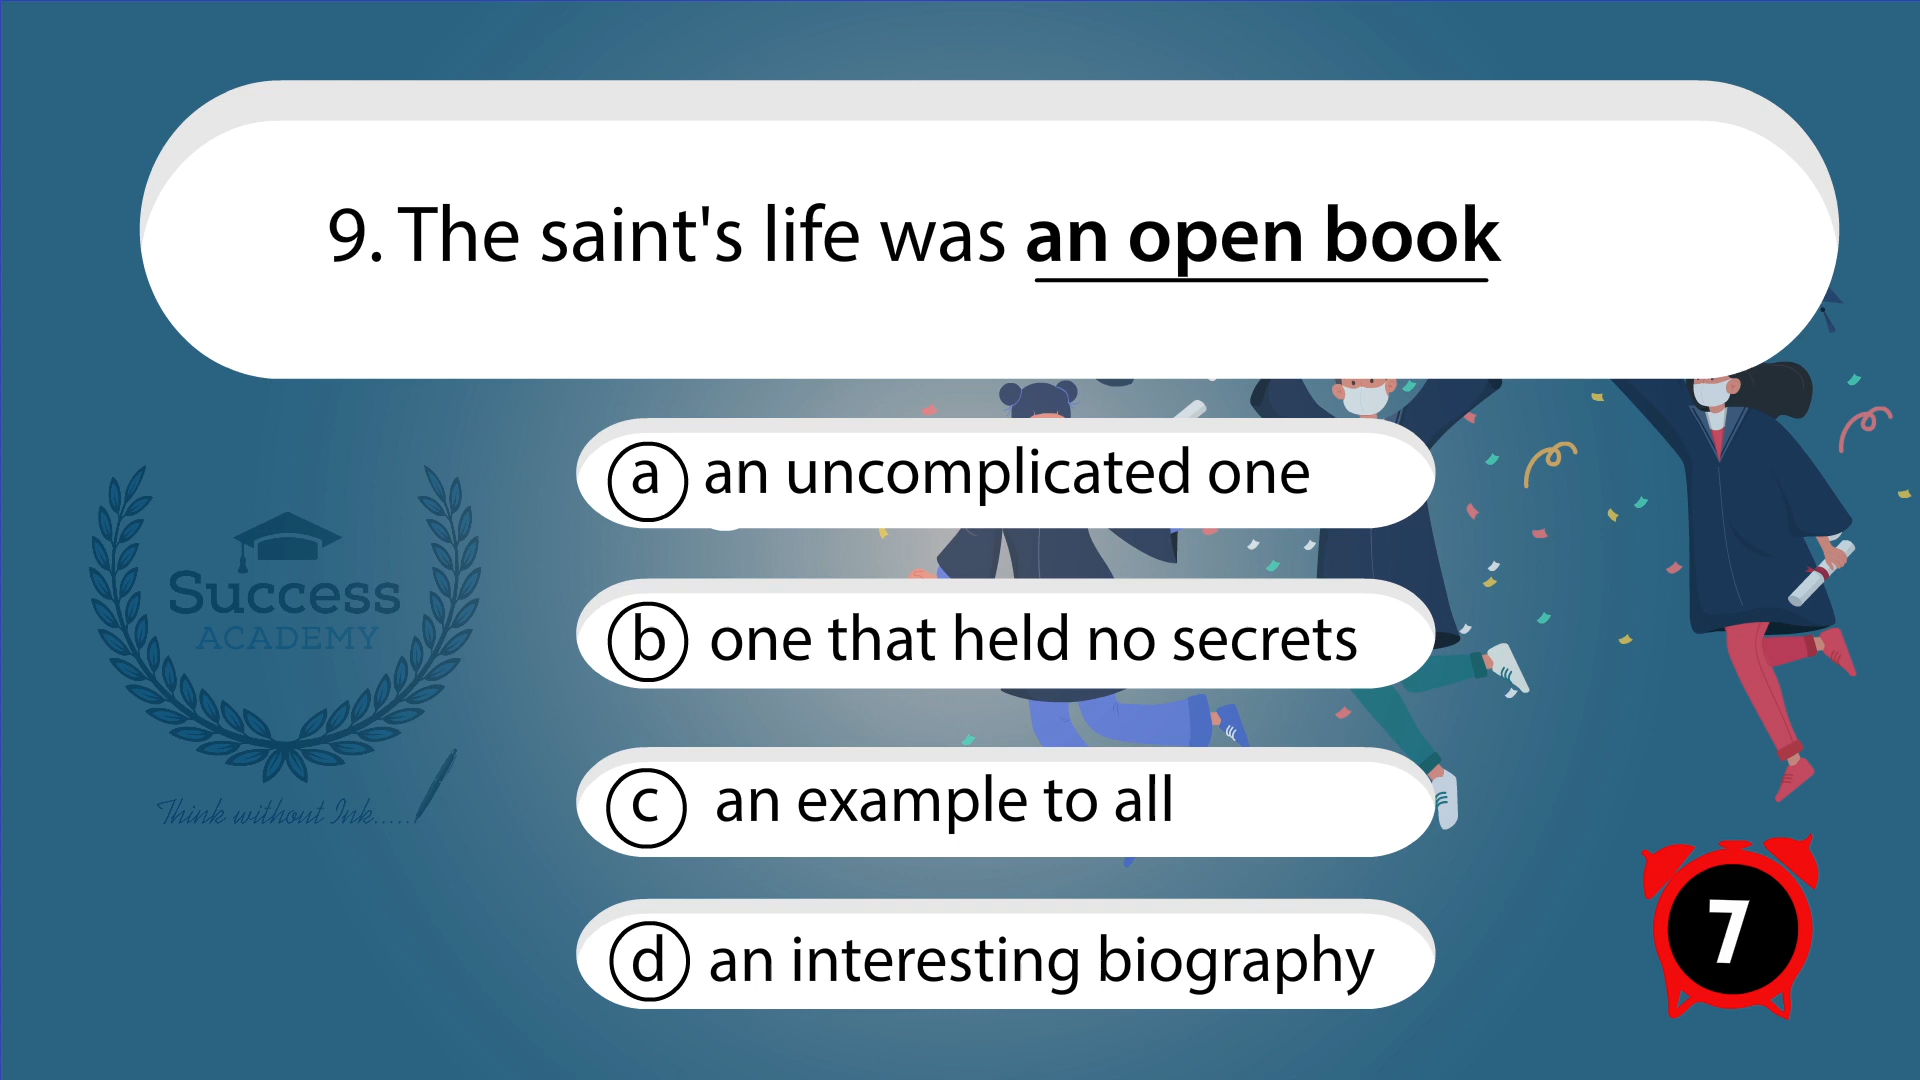 9. The saint's life was an open book
a an uncomplicated one
b one that held no secrets
c an example to all
d an interesting biography
Success
ACADEMY
Think without Ink.....
7